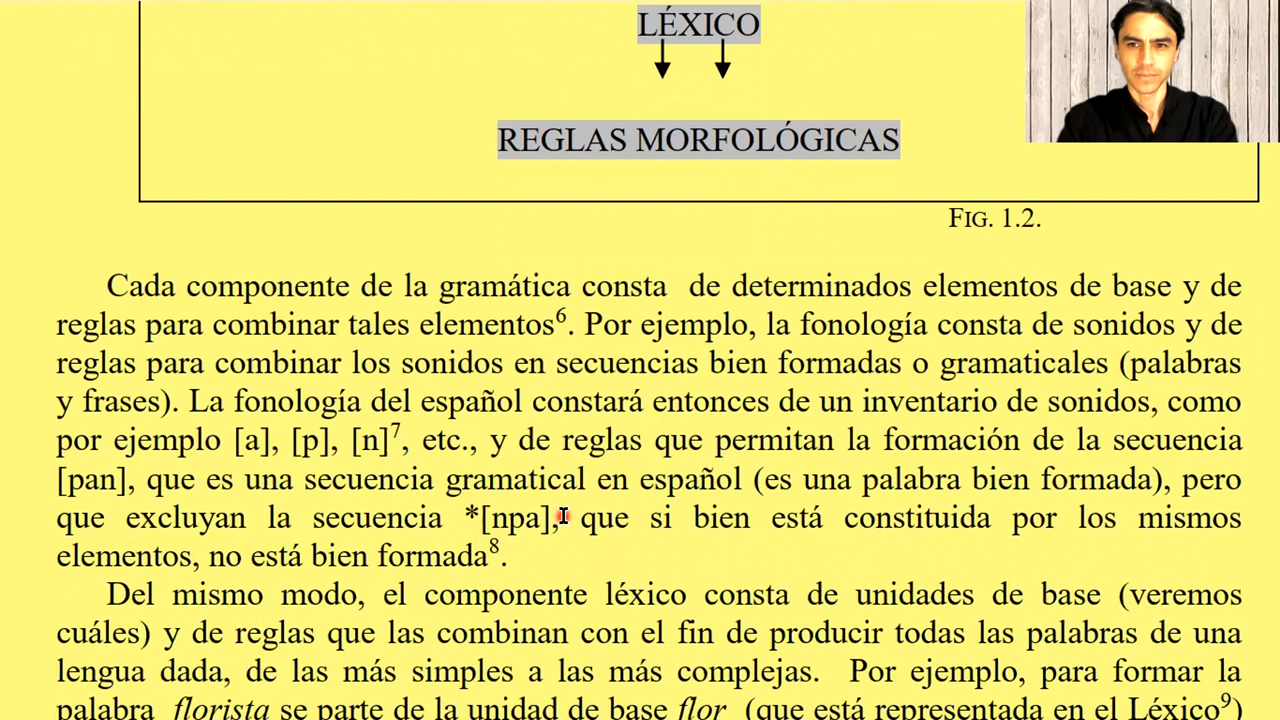 LÉXICO
REGLAS MORFOLÓGICAS
FIG. 1.2.
Cada componente de la gramática consta de determinados elementos de base y de
reglas para combinar tales elementos6. Por ejemplo, la fonología consta de sonidos y de
reglas para combinar los sonidos en secuencias bien formadas o gramaticales (palabras
y frases). La fonología del español constará entonces de un inventario de sonidos, como
por ejemplo [a], [p], [n]7, etc., y de reglas que permitan la formación de la secuencia
[pan], que es una secuencia gramatical en español (es una palabra bien formada), pero
que excluyan la secuencia *[npa], que si bien está constituida por los mismos
elementos, no está bien formada8.
Del mismo modo, el componente léxico consta de unidades de base (veremos
cuáles) y de reglas que las combinan con el fin de producir todas las palabras de una
lengua dada, de las más simples a las más complejas. Por ejemplo, para formar la
palabra florista se parte de la unidad de base flor (que está representada en el Léxico9)